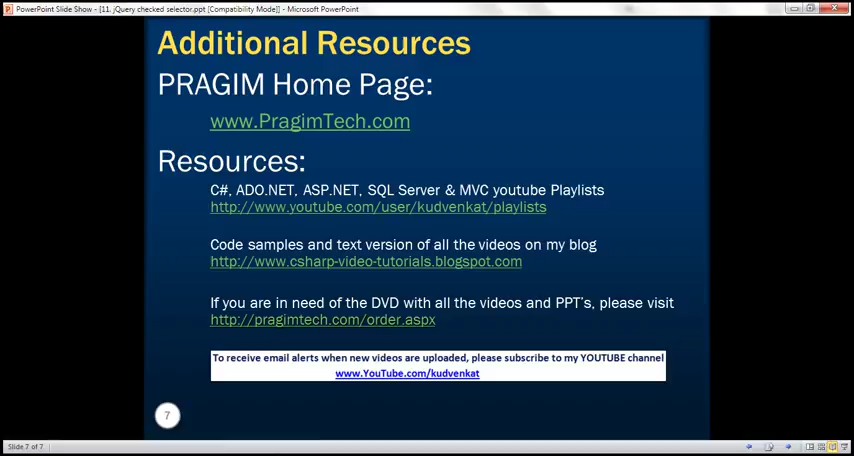 PowerPoint Slide Show - [11. jQuery checked selector.ppt [Compatibility Mode]] - Microsoft PowerPoint
Additional Resources
PRAGIM Home Page:
www.PragimTech.com
Resources:
C#, ADO.NET, ASP.NET, SQL Server & MVC youtube Playlists
http://www.youtube.com/user/kudvenkat/playlists
Code samples and text version of all the videos on my blog
http://www.csharp-video-tutorials.blogspot.com
If you are in need of the DVD with all the videos and PPT's, please visit
http://pragimtech.com/order.aspx
To receive email alerts when new videos are uploaded, please subscribe to my YOUTUBE channel
www.YouTube.com/kudvenkat
7
Slide 7 of 7